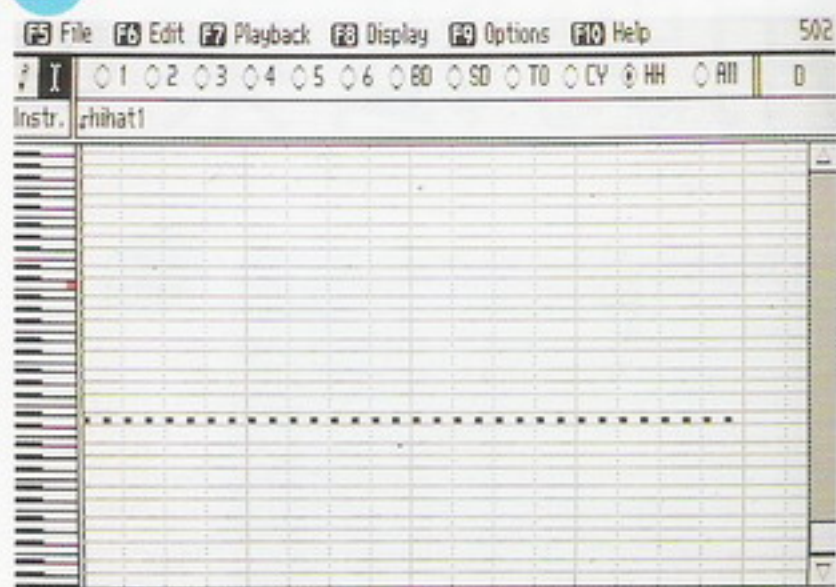 F5 File F6 Edit F7 Playback F8 Display F9 Options F10 Help 502
1 2 3 4 5 6 BD SD TO CY HH All D
Instr. hihat1